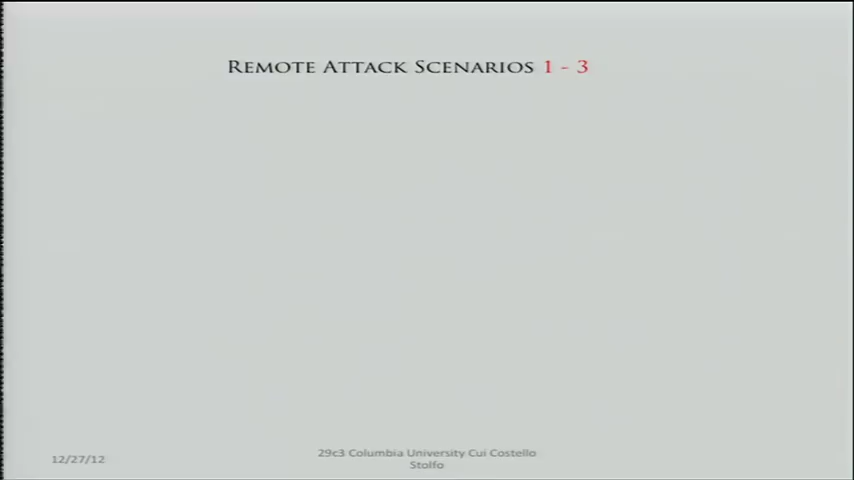 Remote Attack Scenarios 1 - 3
12/27/12
29c3 Columbia University Cui Costello
Stolfo